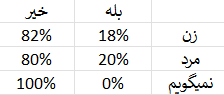 بله خیر
زن 18% 82%
مرد 20% 80%
نمیگویم 0% 100%